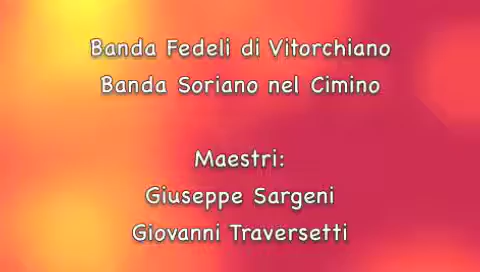 Banda Fedeli di Vitorchiano
Banda Soriano nel Cimino
Maestri:
Giuseppe Sargeni
Giovanni Traversetti